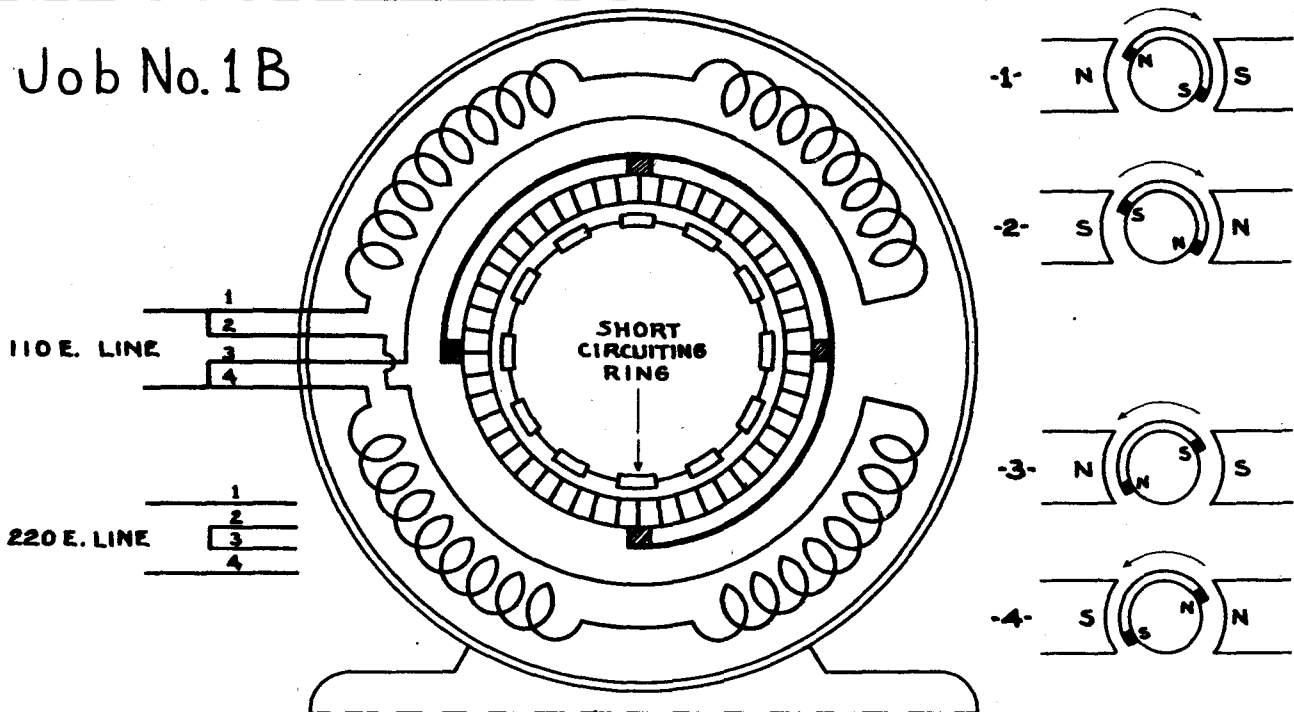 Job No. 1B
1
2
110 E. LINE
3
4
1
2
220 E. LINE
3
4
SHORT
CIRCUITING
RING
-1-
N
N
S
S
-2-
S
S
N
N
-3-
N
N
S
S
-4-
S
S
N
N